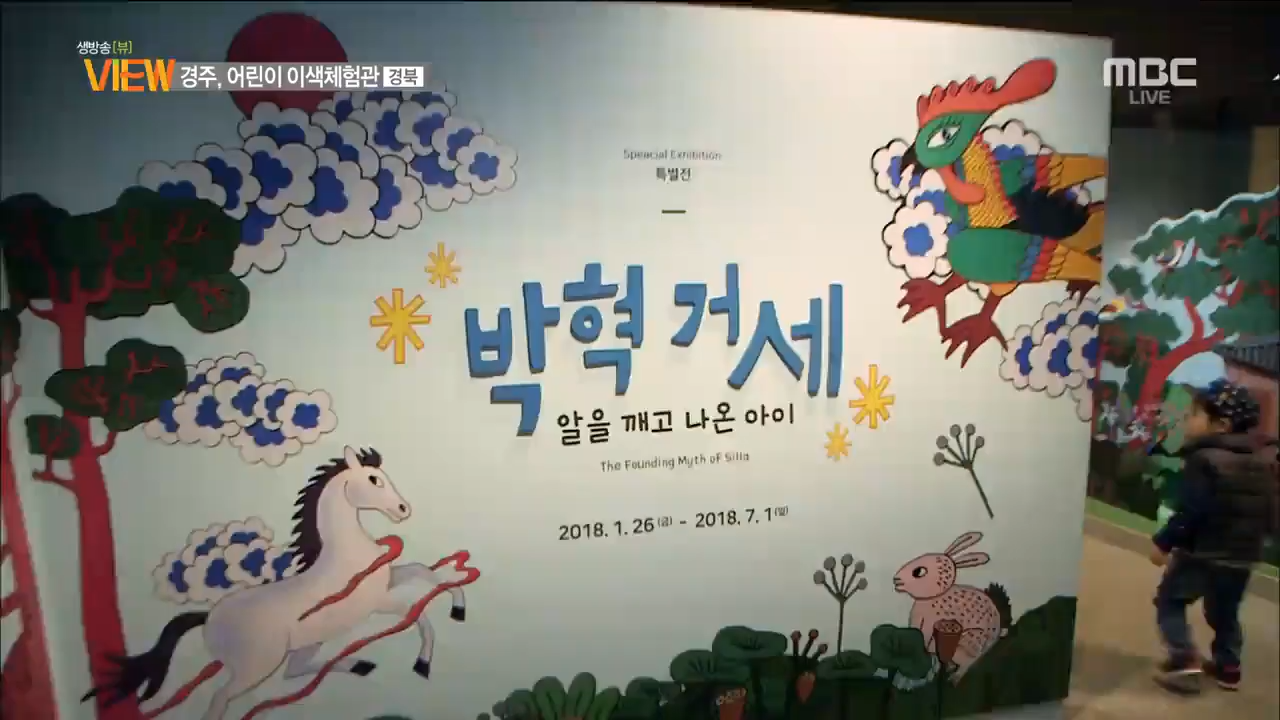 생방송[뷰]
VIEW 경주, 어린이 이색체험관 경북
MBC
LIVE
Speacial Exhibition
특별전
박혁거세
알을 깨고 나온 아이
The Founding Myth of Silla
2018. 1. 26(금) - 2018. 7. 1(일)